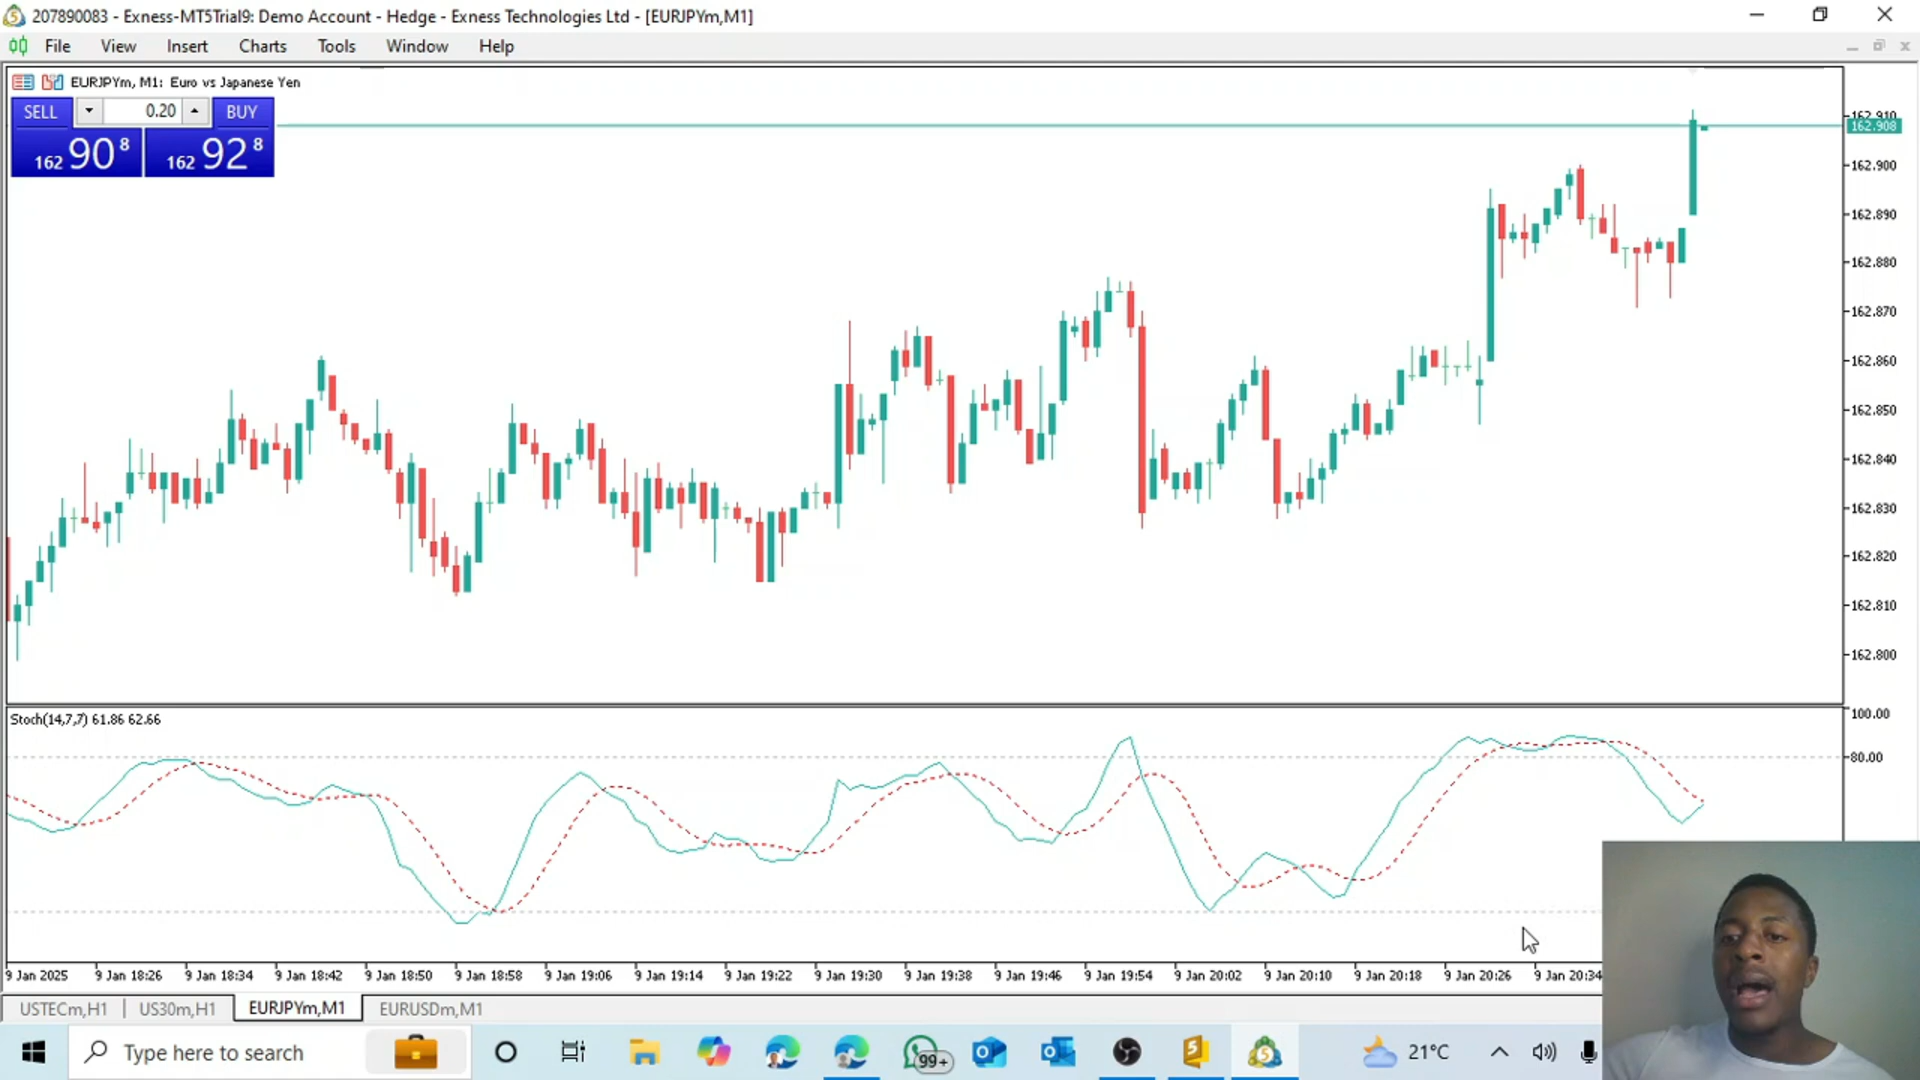 207890083 - Exness-MT5Trial9: Demo Account - Hedge - Exness Technologies Ltd - [EURJPYm,M1]
File View Insert Charts Tools Window Help
EURJPYm, M1: Euro vs Japanese Yen
SELL 0.20 BUY
162 90 8 162 92 8
162.910
162.908
162.900
162.890
162.880
162.870
162.860
162.850
162.840
162.830
162.820
162.810
162.800
Stoch(14,7,7) 61.86 62.66
100.00
80.00
9 Jan 2025 9 Jan 18:26 9 Jan 18:34 9 Jan 18:42 9 Jan 18:50 9 Jan 18:58 9 Jan 19:06 9 Jan 19:14 9 Jan 19:22 9 Jan 19:30 9 Jan 19:38 9 Jan 19:46 9 Jan 19:54 9 Jan 20:02 9 Jan 20:10 9 Jan 20:18 9 Jan 20:26 9 Jan 20:34
USTECm,H1 US30m,H1 EURJPYm,M1 EURUSDm,M1
Type here to search 99+ 21°C